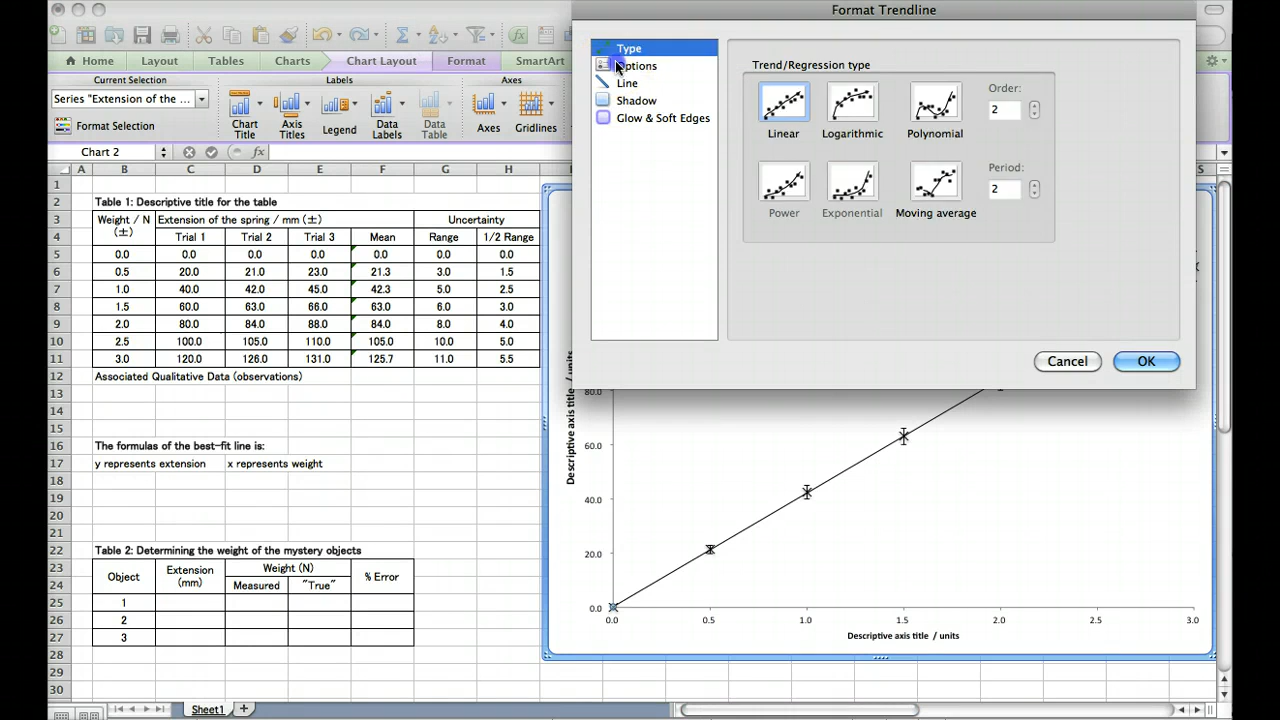 Format Trendline
Home Layout Tables Charts Chart Layout Format SmartArt
Current Selection Labels Axes
Series "Extension of the
Format Selection
Chart Title
Axis Titles
Legend
Data Labels
Data Table
Axes
Gridlines
Chart 2 fx
Type
Options
Line
Shadow
Glow & Soft Edges
Trend/Regression type
Linear Logarithmic Polynomial
Order: 2
Power Exponential Moving average
Period: 2
Cancel OK
A B C D E F G H S
1
2 Table 1: Descriptive title for the table
3 Weight / N (±) Extension of the spring / mm (±) Uncertainty
4 Trial 1 Trial 2 Trial 3 Mean Range 1/2 Range
5 0.0 0.0 0.0 0.0 0.0 0.0 0.0
6 0.5 20.0 21.0 23.0 21.3 3.0 1.5
7 1.0 40.0 42.0 45.0 42.3 5.0 2.5
8 1.5 60.0 63.0 66.0 63.0 6.0 3.0
9 2.0 80.0 84.0 88.0 84.0 8.0 4.0
10 2.5 100.0 105.0 110.0 105.0 10.0 5.0
11 3.0 120.0 126.0 131.0 125.7 11.0 5.5
12 Associated Qualitative Data (observations)
13
14
15
16 The formulas of the best-fit line is:
17 y represents extension x represents weight
18
19
20
21
22 Table 2: Determining the weight of the mystery objects
23 Object Extension (mm) Weight (N) % Error
24 Measured "True"
25 1
26 2
27 3
28
29
30
Descriptive axis title / units
80.0
60.0
40.0
20.0
0.0
0.0 0.5 1.0 1.5 2.0 2.5 3.0
Descriptive axis title / units
Sheet1